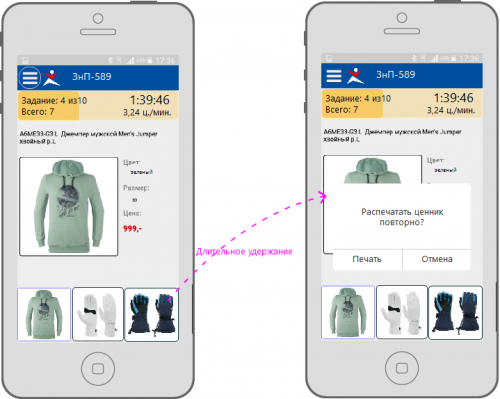 17:36
ЗнП-589
Задание: 4 из10
1:39:46
Всего: 7
3,24 ц./мин.
A6ME33-G3 L Джемпер мужской Men's Jumper
хвойный р.L
Цвет:
зеленый
Размер:
Цена:
999,-
Длительное удержание
17:36
ЗнП-589
Задание: 4 из10
1:39:46
Всего: 7
3,24 ц./мин.
A6ME33-G3 L Джемпер мужской Men's Jumper
хвойный р.L
Цвет:
зеленый
Распечатать ценник
повторно?
Печать
Отмена